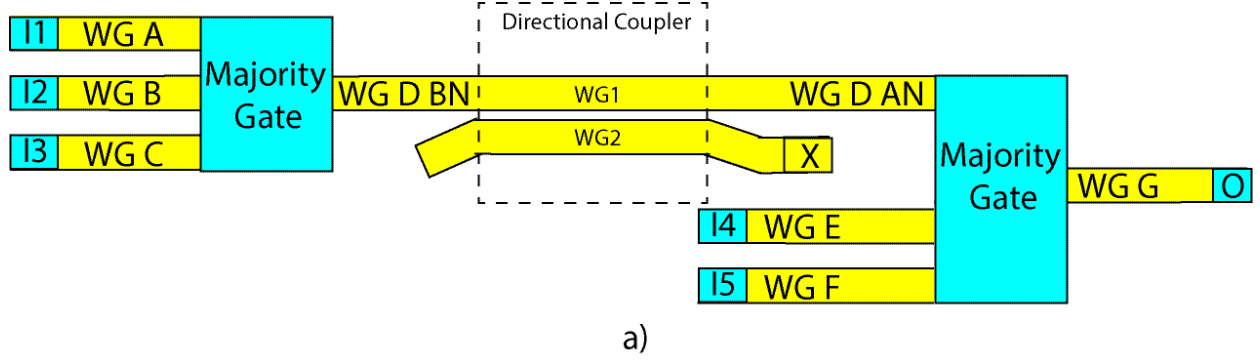 Directional Coupler
I1 WG A
I2 WG B
I3 WG C
Majority
Gate
WG D BN
WG1
WG D AN
WG2
X
I4 WG E
I5 WG F
Majority
Gate
WG G
O
a)